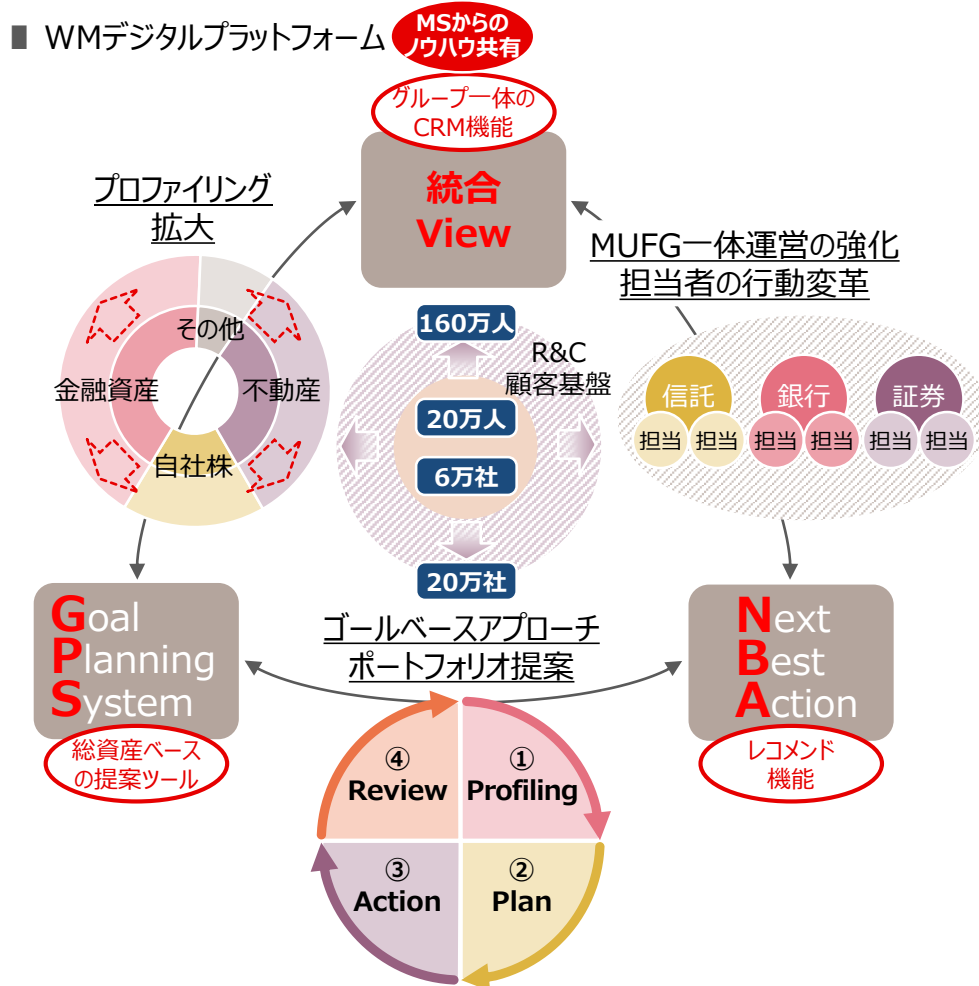 ■ WMデジタルプラットフォーム
MSからの
ノウハウ共有
グループ一体の
CRM機能
統合
View
プロファイリング
拡大
MUFG一体運営の強化
担当者の行動変革
その他
金融資産
不動産
自社株
160万人
R&C
顧客基盤
20万人
6万社
20万社
信託
銀行
証券
担当 担当 担当 担当 担当 担当
Goal
Planning
System
総資産ベース
の提案ツール
ゴールベースアプローチ
ポートフォリオ提案
Next
Best
Action
レコメンド
機能
④
Review
①
Profiling
③
Action
②
Plan